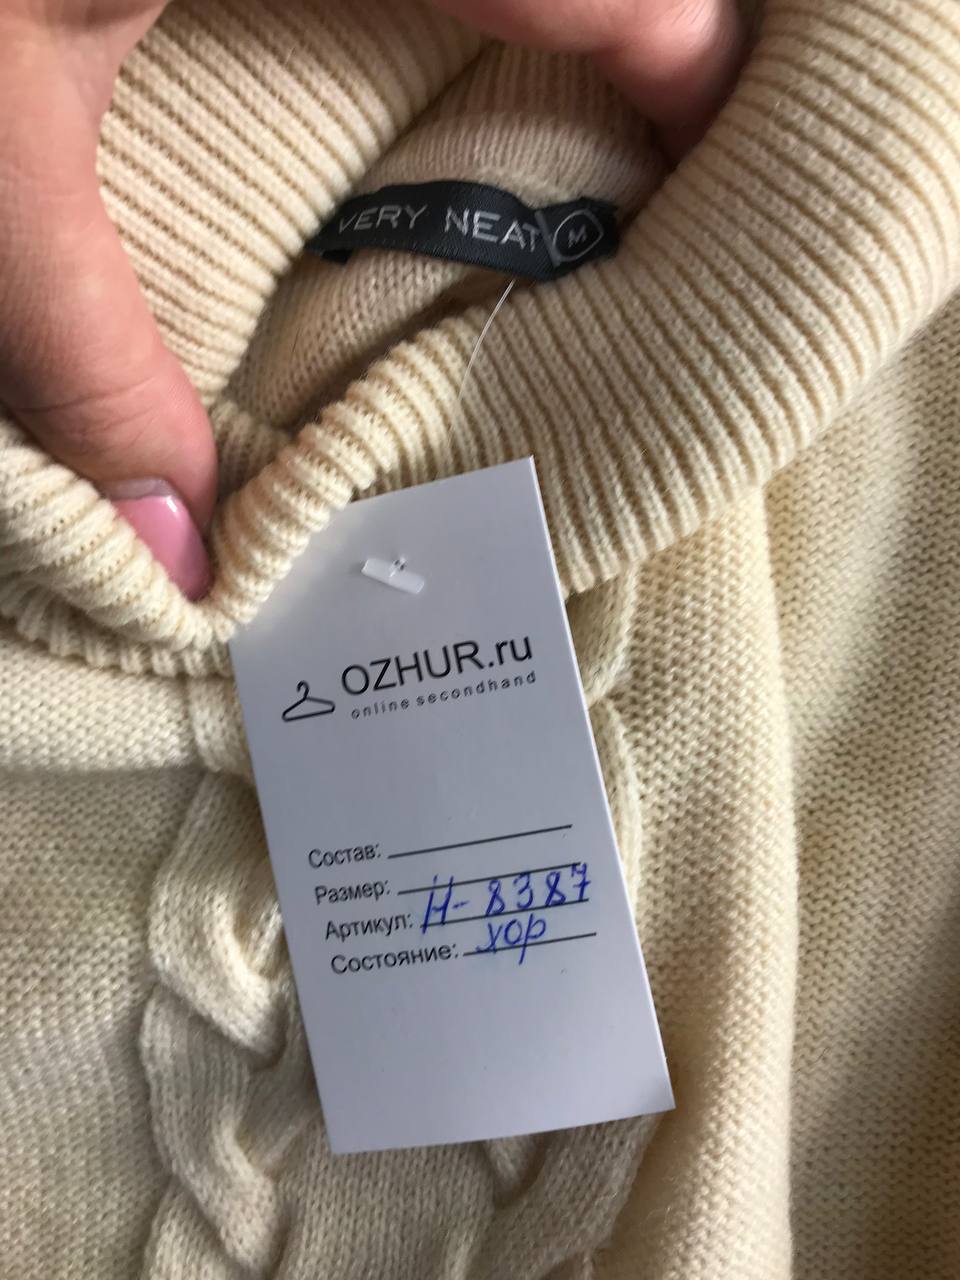 VERY NEAT M
OZHUR.ru
online secondhand
Состав:
Размер:
Артикул: Н-8387
Состояние: хор